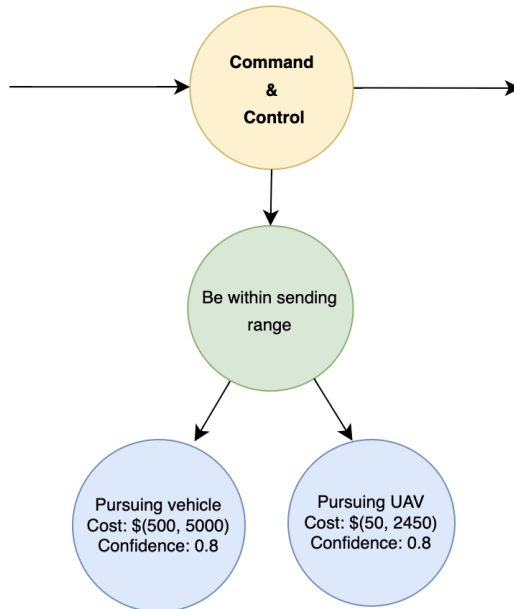 Command
&
Control
Be within sending
range
Pursuing vehicle
Cost: $(500, 5000)
Confidence: 0.8
Pursuing UAV
Cost: $(50, 2450)
Confidence: 0.8